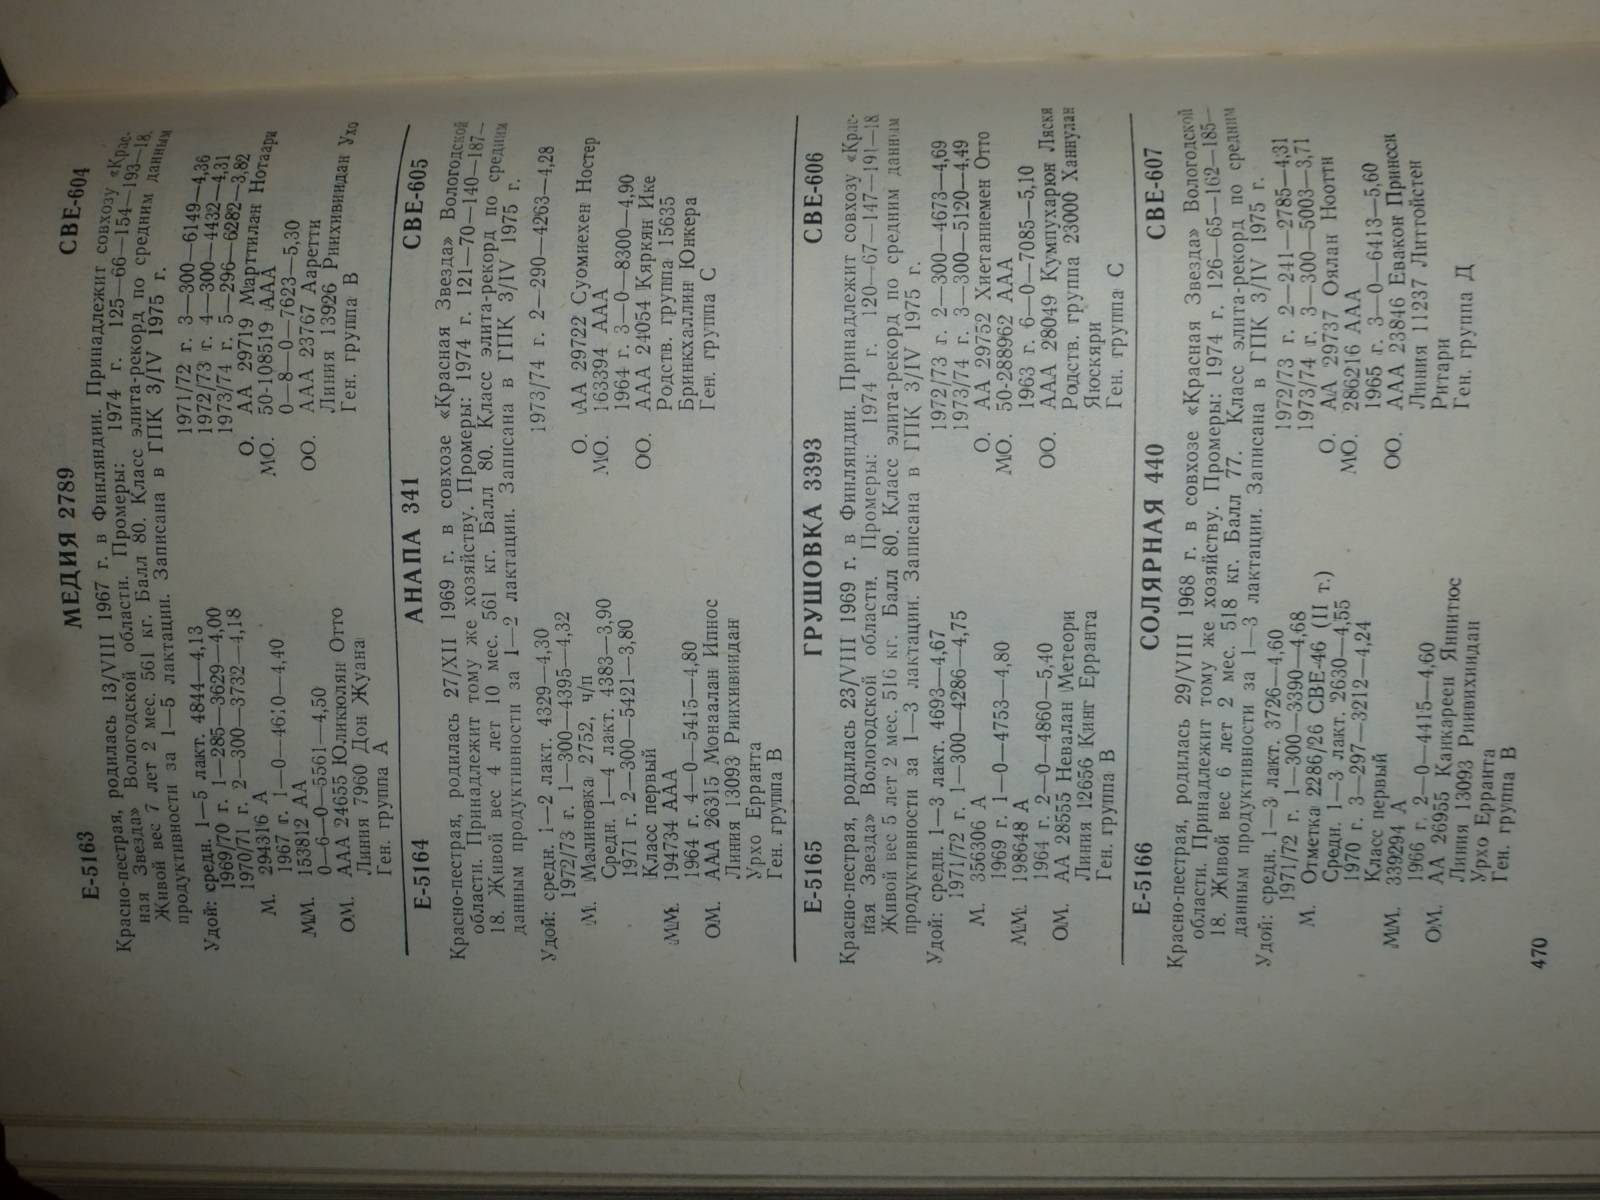 Е-5163 МЕДИЯ 2789 СВЕ-604
Красно-пестрая, родилась 13/VIII 1967 г. в Финляндии. Принадлежит совхозу «Крас-
ная Звезда» Вологодской области. Промеры: 1974 г. 125—66—154—193—18.
Живой вес 7 лет 2 мес. 561 кг. Балл 80. Класс элита-рекорд по средним данным
продуктивности за 1—5 лактации. Записана в ГПК 3/IV 1975 г.
Удой: средн. 1—5 лакт. 4844—4,13
1969/70 г. 1—285—3629—4,00
1970/71 г. 2—300—3732—4,18
М. 294316 А
1967 г. 1—0—4610—4,40
ММ. 153812 АА
0—6—0—5561—4,50
ОМ. ААА 24655 Юликюлян Отто
Линия 7960 Дон Жуана
Ген. группа А
1971/72 г. 3—300—6149—4,36
1972/73 г. 4—300—4432—4,31
1973/74 г. 5—296—6282—3,82
О. АА 29719 Марттилан Нотаари
МО. 50-108519 ААА
0—8—0—7623—5,30
ОО. ААА 23767 Ааретти
Линия 13926 Риихивиидан Ухо
Ген. группа В
Е-5164 АНАПА 341 СВЕ-605
Красно-пестрая, родилась 27/XII 1969 г. в совхозе «Красная Звезда» Вологодской
области. Принадлежит тому же хозяйству. Промеры: 1974 г. 121—70—140—187—
18. Живой вес 4 лет 10 мес. 561 кг. Балл 80. Класс элита-рекорд по средним
данным продуктивности за 1—2 лактации. Записана в ГПК 3/IV 1975 г.
Удой: средн. 1—2 лакт. 4329—4,30
1972/73 г. 1—300—4395—4,32
М. Малиновка 2752, ч/п
Средн. 1—4 лакт. 4383—3,90
1971 г. 2—300—5421—3,80
Класс первый
ММ. 194734 ААА
1964 г. 4—0—5415—4,80
ОМ. ААА 26315 Монаалан Ипнос
Линия 13093 Риихивиидан
Урхо Ерранта
Ген. группа В
1973/74 г. 2—290—4263—4,28
О. АА 29722 Суомиехен Ностер
МО. 163394 ААА
1964 г. 3—0—8300—4,90
ОО. ААА 24054 Кяркян Ике
Родств. группа 15635
Бринкхаллин Юнкера
Ген. группа С
Е-5165 ГРУШОВКА 3393 СВЕ-606
Красно-пестрая, родилась 23/VIII 1969 г. в Финляндии. Принадлежит совхозу «Крас-
ная Звезда» Вологодской области. Промеры: 1974 г. 120—67—147—191—18
Живой вес 5 лет 2 мес. 516 кг. Балл 80. Класс элита-рекорд по средним данным
продуктивности за 1—3 лактации. Записана в ГПК 3/IV 1975 г.
Удой: средн. 1—3 лакт. 4693—4,67
1971/72 г. 1—300—4286—4,75
М. 356306 А
1969 г. 1—0—4753—4,80
ММ. 198648 А
1964 г. 2—0—4860—5,40
ОМ. АА 28555 Невалан Метеори
Линия 12656 Кинг Ерранта
Ген. группа В
1972/73 г. 2—300—4673—4,69
1973/74 г. 3—300—5120—4,49
О. АА 29752 Хиетаниемен Отто
МО. 50-288962 ААА
1963 г. 6—0—7085—5,10
ОО. ААА 28049 Кумпухарюн Ляски
Родств. группа 23000 Ханнулан
Яюскяри
Ген. группа С
Е-5166 СОЛЯРНАЯ 440 СВЕ-607
Красно-пестрая, родилась 29/VIII 1968 г. в совхозе «Красная Звезда» Вологодской
области. Принадлежит тому же хозяйству. Промеры: 1974 г. 126—65—162—185—
18. Живой вес 6 лет 2 мес. 518 кг. Балл 77. Класс элита-рекорд по средним
данным продуктивности за 1—3 лактации. Записана в ГПК 3/IV 1975 г.
Удой: средн. 1—3 лакт. 3726—4,60
1971/72 г. 1—300—3390—4,68
М. Отметка 2286/26 СВЕ-46 (II т.)
Средн. 1—3 лакт. 2630—4,55
1970 г. 3—297—3212—4,24
Класс первый
ММ. 339294 А
1966 г. 2—0—4415—4,60
ОМ. АА 26955 Канкареен Яннитюс
Линия 13093 Риивихиидан
Урхо Ерранта
Ген. группа В
1972/73 г. 2—241—2785—4,31
1973/74 г. 3—300—5003—3,71
О. АА 29737 Оялан Ноотти
МО. 286216 ААА
1965 г. 3—0—6413—5,60
ОО. ААА 23846 Евакон Принсси
Линия 11237 Литтойстен
Ритари
Ген. группа Д
470